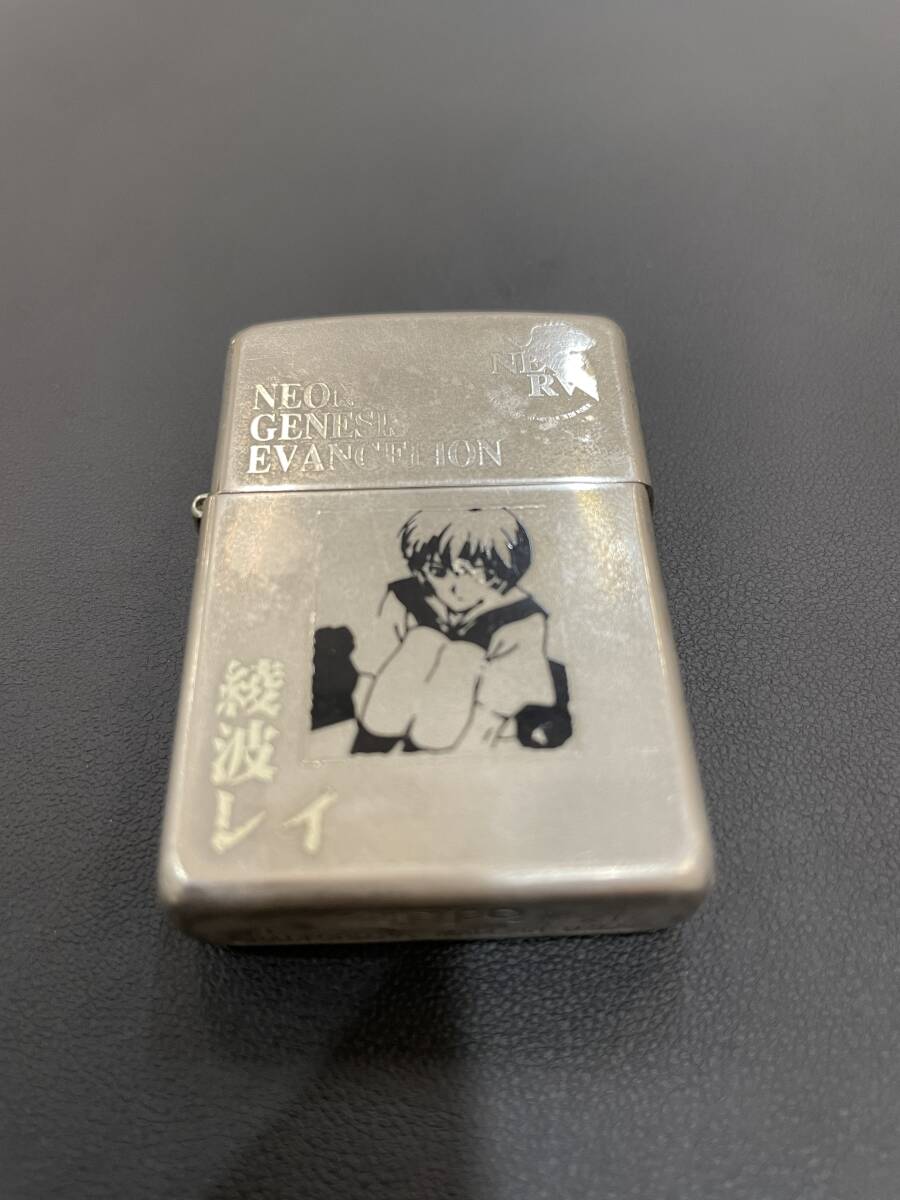 NEON
GENESIS
EVANGELION
NERV
綾波
レイ